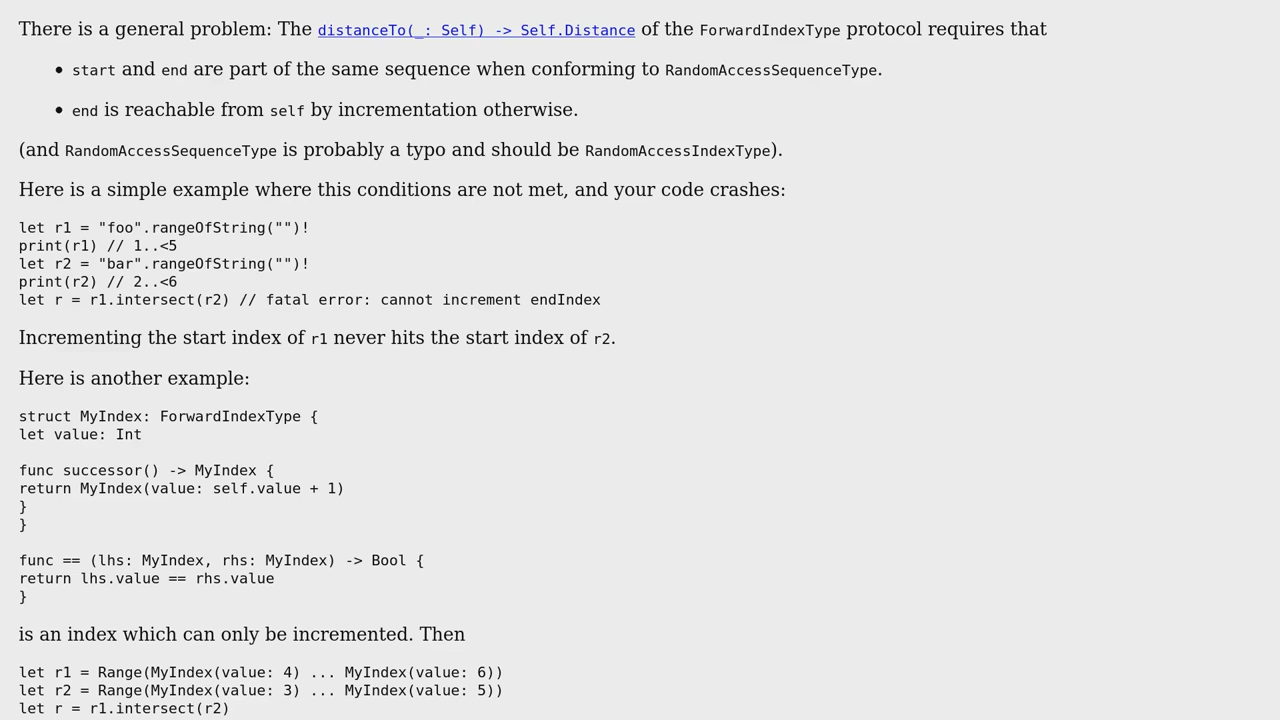 There is a general problem: The distanceTo(_: Self) -> Self.Distance of the ForwardIndexType protocol requires that
• start and end are part of the same sequence when conforming to RandomAccessSequenceType.
• end is reachable from self by incrementation otherwise.
(and RandomAccessSequenceType is probably a typo and should be RandomAccessIndexType).
Here is a simple example where this conditions are not met, and your code crashes:
let r1 = "foo".rangeOfString("")!
print(r1) // 1..<5
let r2 = "bar".rangeOfString("")!
print(r2) // 2..<6
let r = r1.intersect(r2) // fatal error: cannot increment endIndex
Incrementing the start index of r1 never hits the start index of r2.
Here is another example:
struct MyIndex: ForwardIndexType {
let value: Int
func successor() -> MyIndex {
return MyIndex(value: self.value + 1)
}
}
func == (lhs: MyIndex, rhs: MyIndex) -> Bool {
return lhs.value == rhs.value
}
is an index which can only be incremented. Then
let r1 = Range(MyIndex(value: 4) ... MyIndex(value: 6))
let r2 = Range(MyIndex(value: 3) ... MyIndex(value: 5))
let r = r1.intersect(r2)